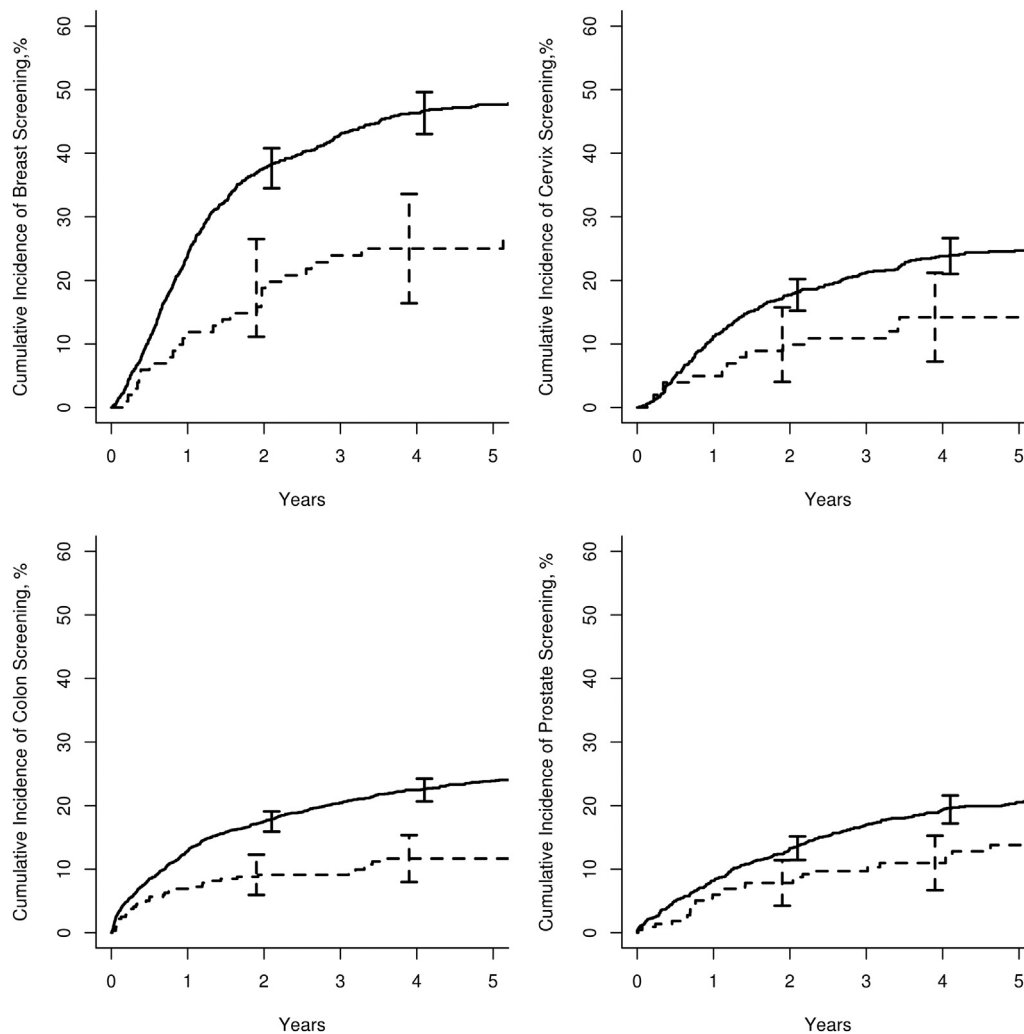 Cumulative Incidence of Breast Screening,%
60
50
40
30
20
10
0
0 1 2 3 4 5
Years
Cumulative Incidence of Cervix Screening,%
60
50
40
30
20
10
0
0 1 2 3 4 5
Years
Cumulative Incidence of Colon Screening, %
60
50
40
30
20
10
0
0 1 2 3 4 5
Years
Cumulative Incidence of Prostate Screening, %
60
50
40
30
20
10
0
0 1 2 3 4 5
Years